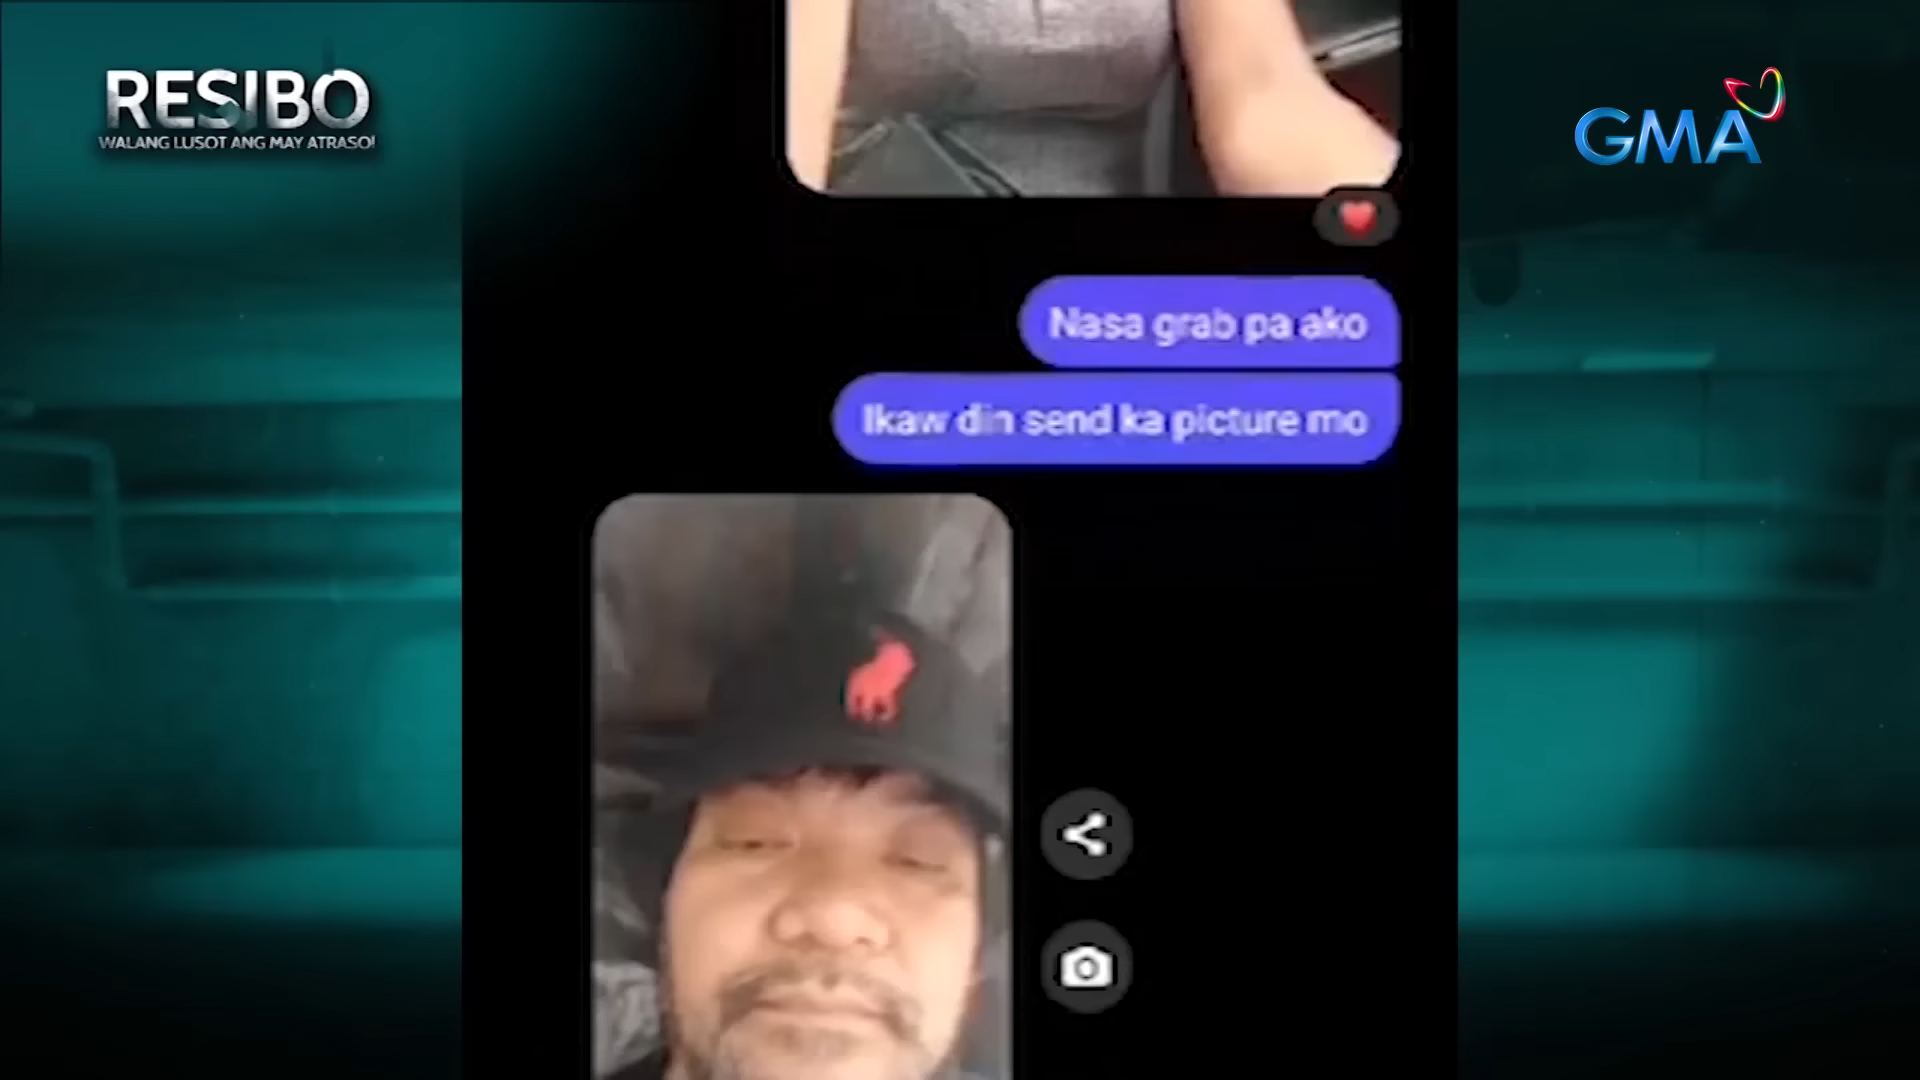 RESIBO
WALANG LUSOT ANG MAY ATRASO!
GMA
Nasa grab pa ako
Ikaw din send ka picture mo